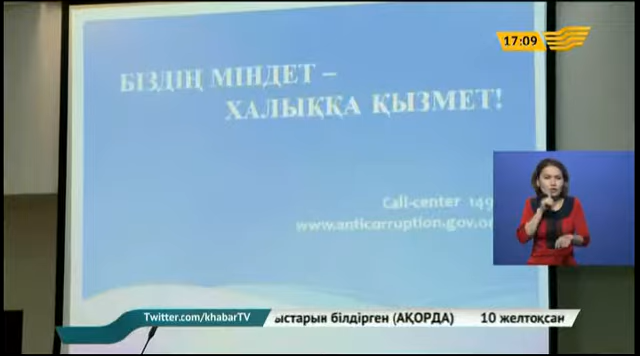 17:09
БІЗДІҢ МІНДЕТ –
ХАЛЫҚҚА ҚЫЗМЕТ!
Call-center 149
www.anticorruption.gov.
Twitter.com/khabarTV
ыстарын білдірген (АҚОРДА) 10 желтоқсан